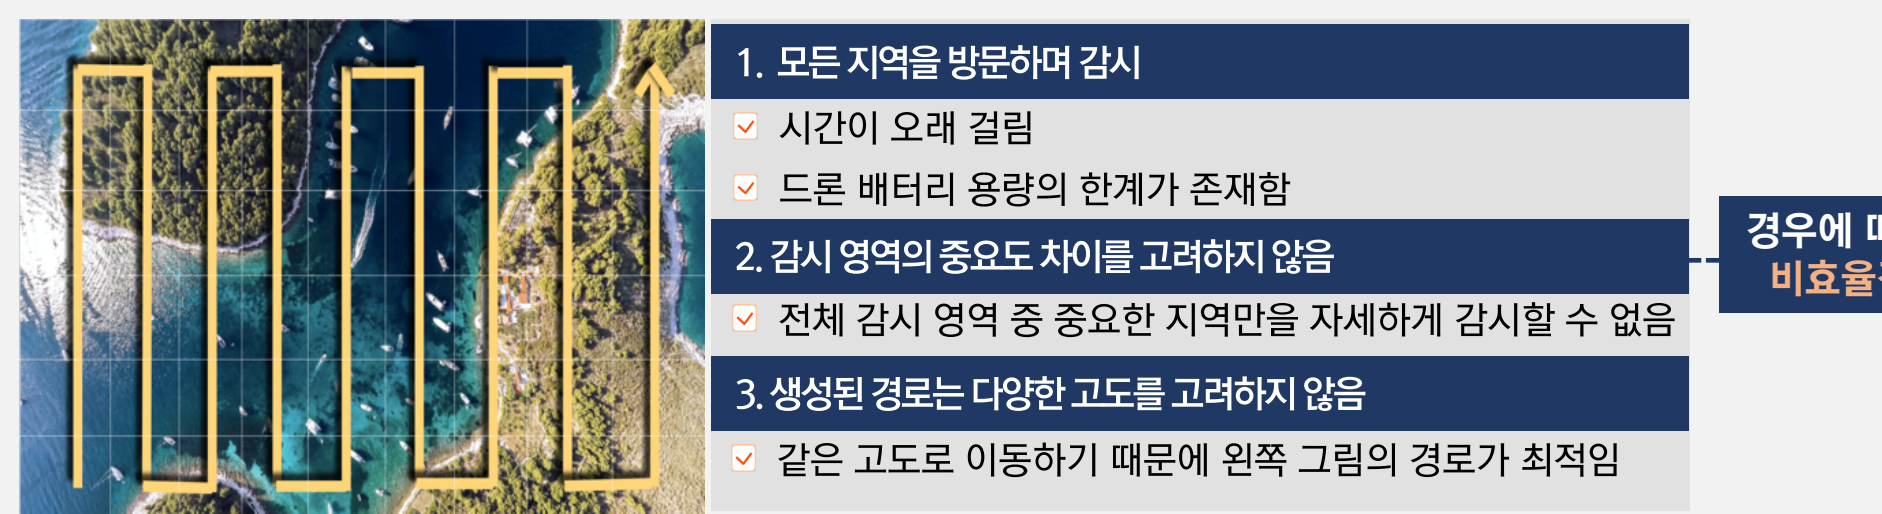 1. 모든 지역을 방문하며 감시
시간이 오래 걸림
드론 배터리 용량의 한계가 존재함
2. 감시 영역의 중요도 차이를 고려하지 않음
전체 감시 영역 중 중요한 지역만을 자세하게 감시할 수 없음
3. 생성된 경로는 다양한 고도를 고려하지 않음
같은 고도로 이동하기 때문에 왼쪽 그림의 경로가 최적임
경우에
비효율